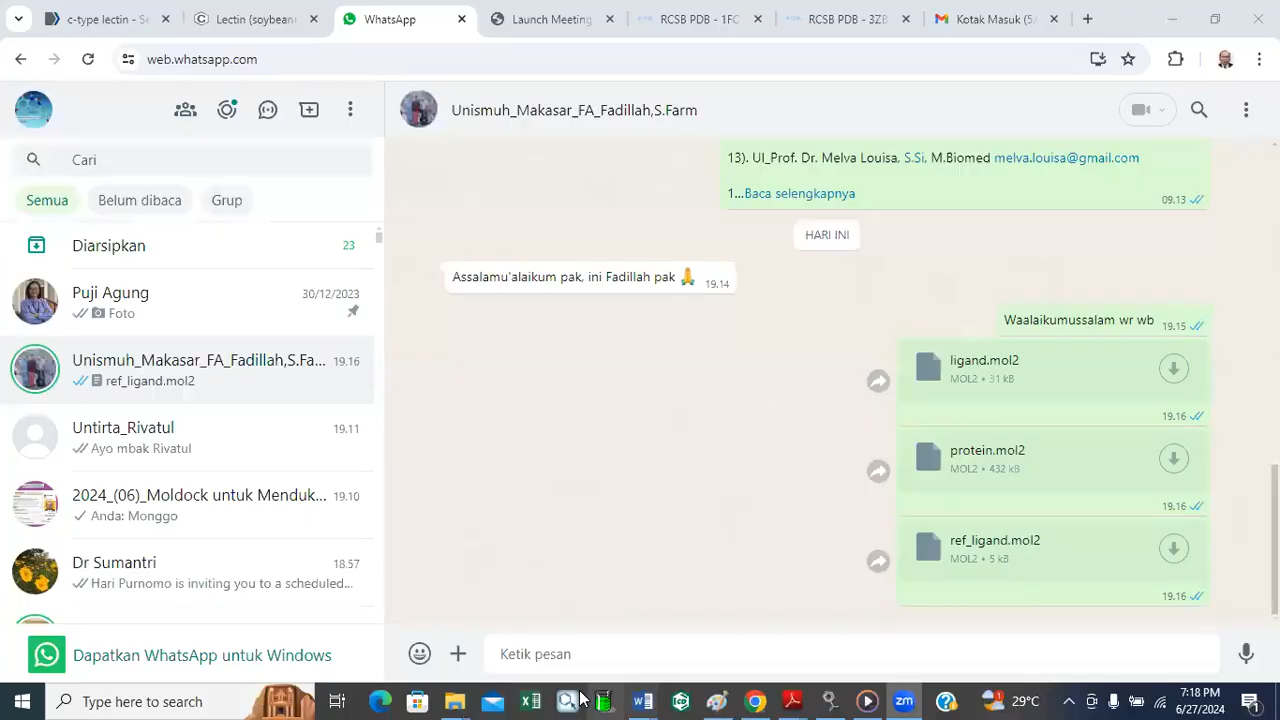 c-type lectin - Se
Lectin (soybean
WhatsApp
Launch Meeting
RCSB PDB - 1FC
RCSB PDB - 3ZB
Kotak Masuk (5
web.whatsapp.com
Cari
Semua
Belum dibaca
Grup
Diarsipkan
23
Puji Agung
30/12/2023
Foto
Unismuh_Makasar_FA_Fadillah,S.Fa...
19.16
ref_ligand.mol2
Untirta_Rivatul
19.11
Ayo mbak Rivatul
2024_(06)_Moldock untuk Menduk...
19.10
Anda: Monggo
Dr Sumantri
18.57
Hari Purnomo is inviting you to a scheduled...
Dapatkan WhatsApp untuk Windows
Unismuh_Makasar_FA_Fadillah,S.Farm
13). UI_Prof. Dr. Melva Louisa, S.Si, M.Biomed melva.louisa@gmail.com
1...Baca selengkapnya
09.13
HARI INI
Assalamu'alaikum pak, ini Fadillah pak 🙏
19.14
Waalaikumussalam wr wb
19.15
ligand.mol2
MOL2 • 31 kB
19.16
protein.mol2
MOL2 • 432 kB
19.16
ref_ligand.mol2
MOL2 • 5 kB
19.16
Ketik pesan
Type here to search
29°C
7:18 PM
6/27/2024